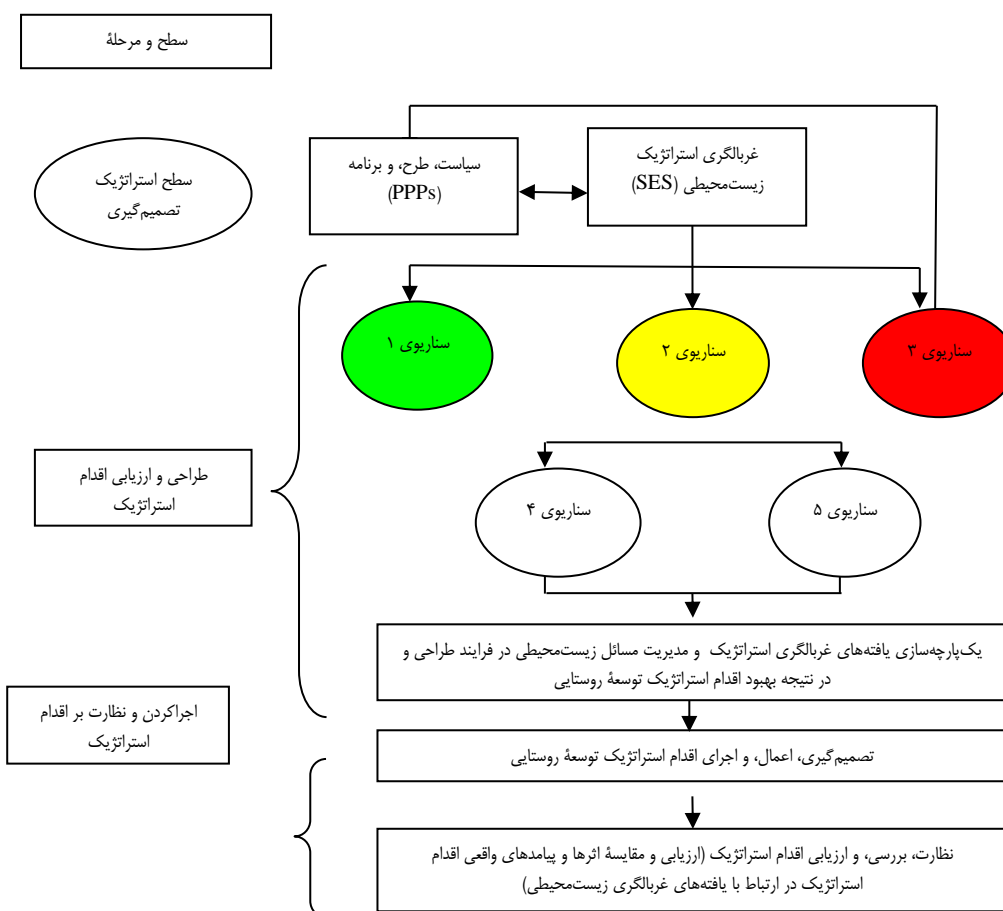 سطح و مرحلهٔ
سطح استراتژیک
تصمیم‌گیری
سیاست، طرح، و برنامه
(PPPs)
غربالگری استراتژیک
زیست‌محیطی (SES)
سناریوی ۱
سناریوی ۲
سناریوی ۳
طراحی و ارزیابی اقدام
استراتژیک
سناریوی ۴
سناریوی ۵
یک‌پارچه‌سازی یافته‌های غربالگری استراتژیک و مدیریت مسائل زیست‌محیطی در فرایند طراحی و
در نتیجه بهبود اقدام استراتژیک توسعهٔ روستایی
اجراکردن و نظارت بر اقدام
استراتژیک
تصمیم‌گیری، اعمال، و اجرای اقدام استراتژیک توسعهٔ روستایی
نظارت، بررسی، و ارزیابی اقدام استراتژیک (ارزیابی و مقایسهٔ اثرها و پیامدهای واقعی اقدام
استراتژیک در ارتباط با یافته‌های غربالگری زیست‌محیطی)